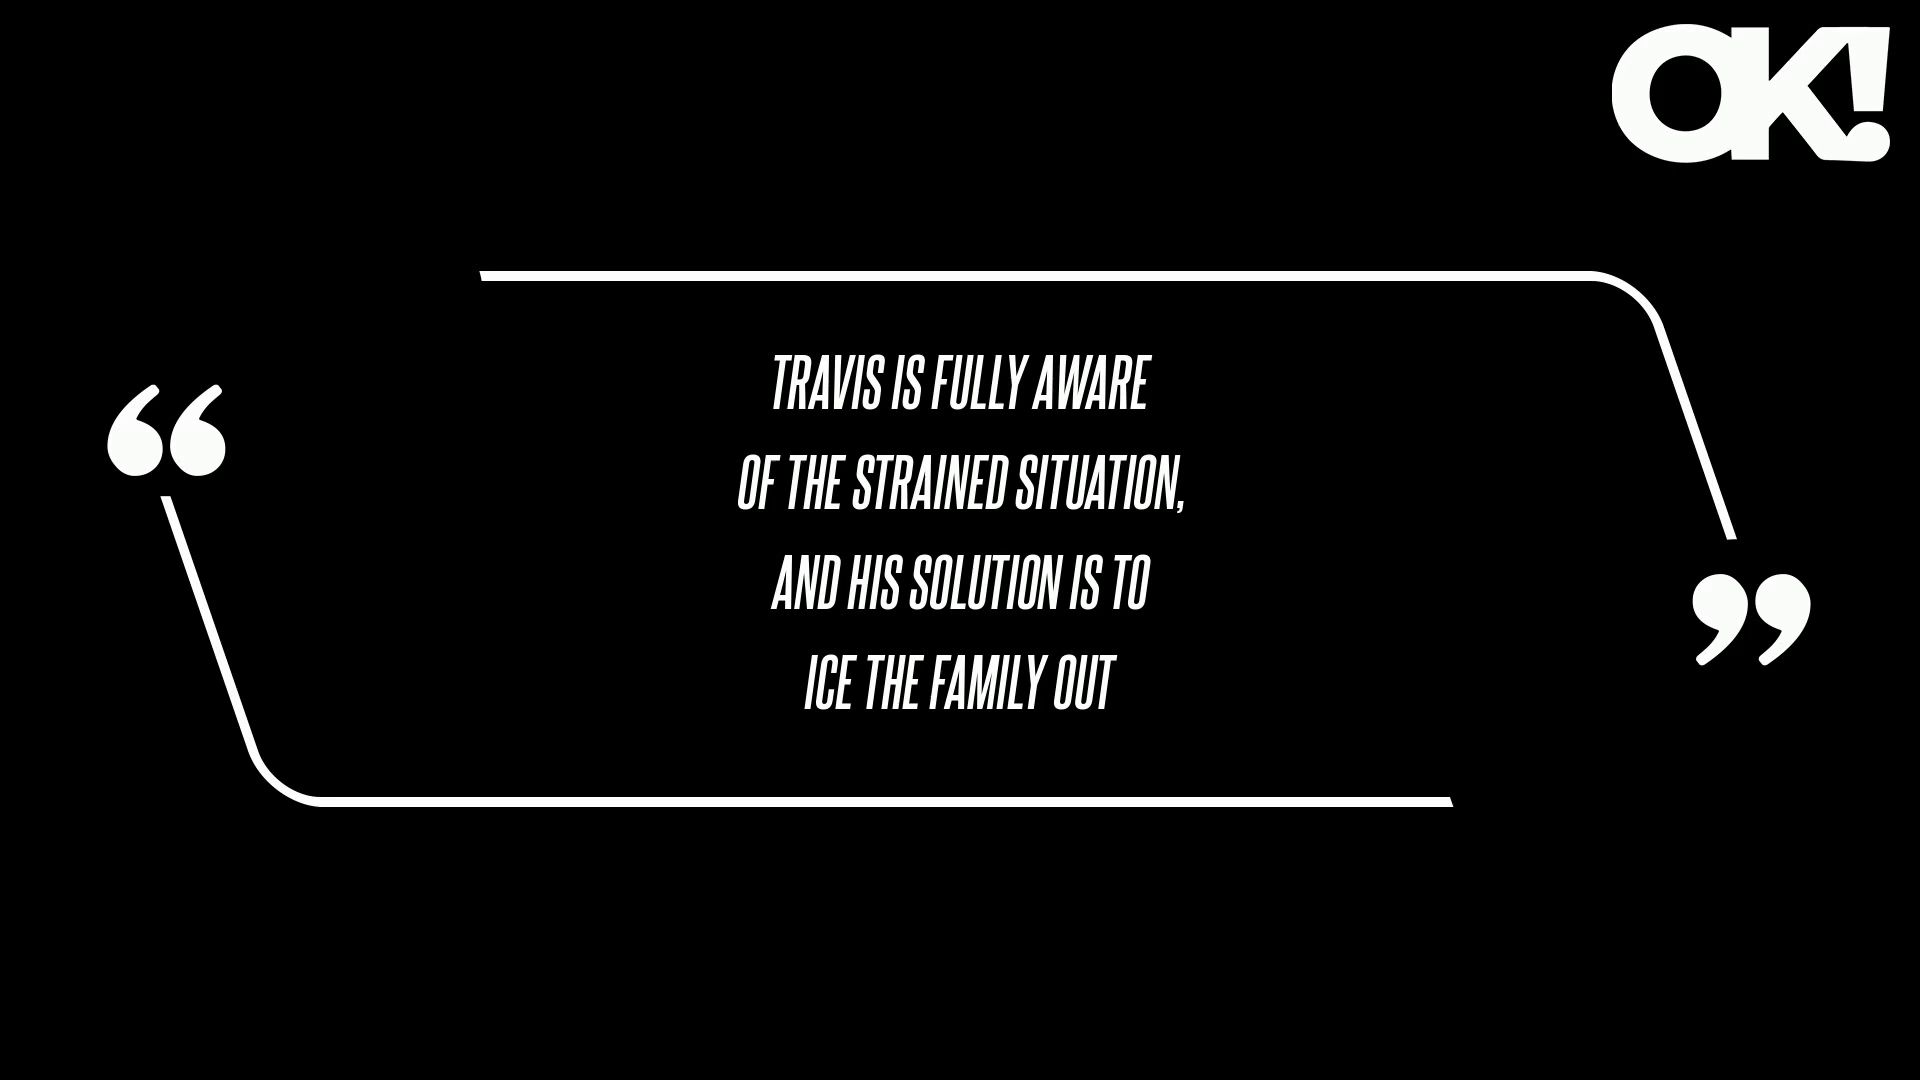 OK!
“
TRAVIS IS FULLY AWARE
OF THE STRAINED SITUATION,
AND HIS SOLUTION IS TO
ICE THE FAMILY OUT
”